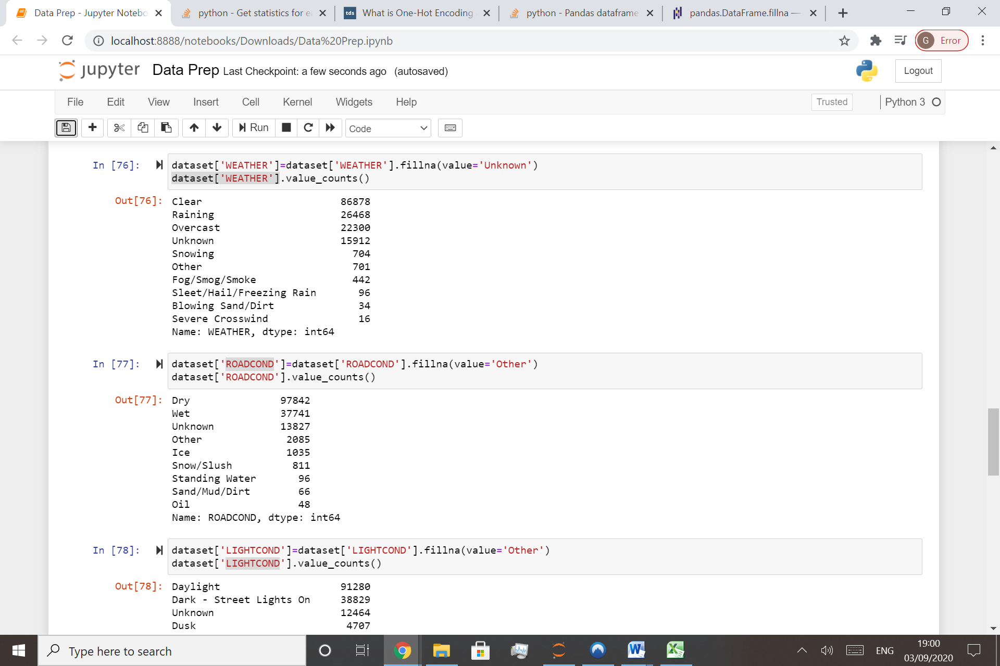 Data Prep - Jupyter Notebo
python - Get statistics for ea
tds What is One-Hot Encoding
python - Pandas dataframe
pandas.DataFrame.fillna —
localhost:8888/notebooks/Downloads/Data%20Prep.ipynb
G Error
jupyter Data Prep Last Checkpoint: a few seconds ago (autosaved)
Logout
File Edit View Insert Cell Kernel Widgets Help
Trusted
Python 3
Run
Code
In [76]: dataset['WEATHER']=dataset['WEATHER'].fillna(value='Unknown')
dataset['WEATHER'].value_counts()
Out[76]: Clear 86878
Raining 26468
Overcast 22300
Unknown 15912
Snowing 704
Other 701
Fog/Smog/Smoke 442
Sleet/Hail/Freezing Rain 96
Blowing Sand/Dirt 34
Severe Crosswind 16
Name: WEATHER, dtype: int64
In [77]: dataset['ROADCOND']=dataset['ROADCOND'].fillna(value='Other')
dataset['ROADCOND'].value_counts()
Out[77]: Dry 97842
Wet 37741
Unknown 13827
Other 2085
Ice 1035
Snow/Slush 811
Standing Water 96
Sand/Mud/Dirt 66
Oil 48
Name: ROADCOND, dtype: int64
In [78]: dataset['LIGHTCOND']=dataset['LIGHTCOND'].fillna(value='Other')
dataset['LIGHTCOND'].value_counts()
Out[78]: Daylight 91280
Dark - Street Lights On 38829
Unknown 12464
Dusk 4707
Type here to search
ENG
19:00
03/09/2020